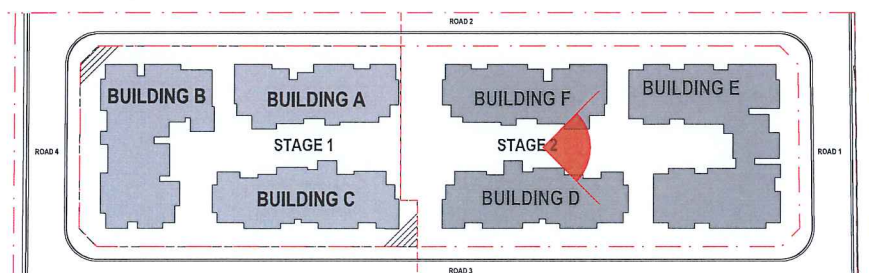 ROAD 2
BUILDING B
BUILDING A
BUILDING F
BUILDING E
STAGE 1
STAGE 2
ROAD 4
ROAD 1
BUILDING C
BUILDING D
ROAD 3